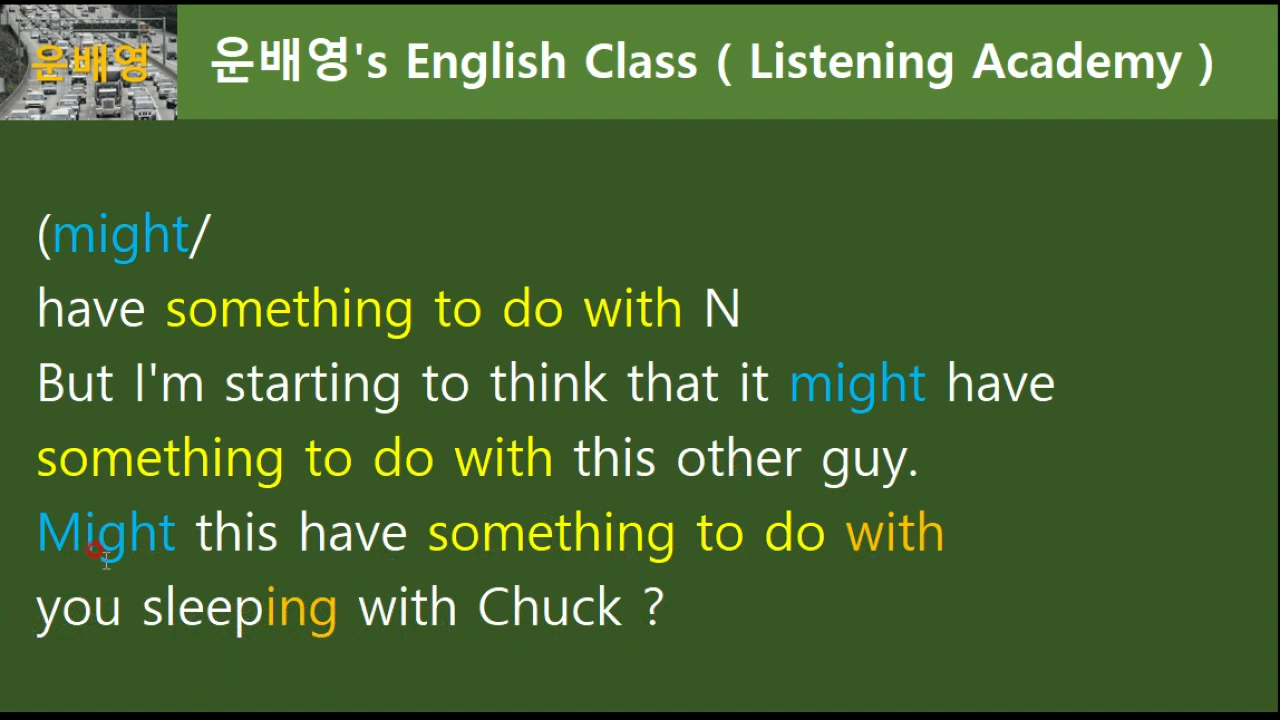 운배영
운배영's English Class ( Listening Academy )
(might/
have something to do with N
But I'm starting to think that it might have
something to do with this other guy.
Might this have something to do with
you sleeping with Chuck ?